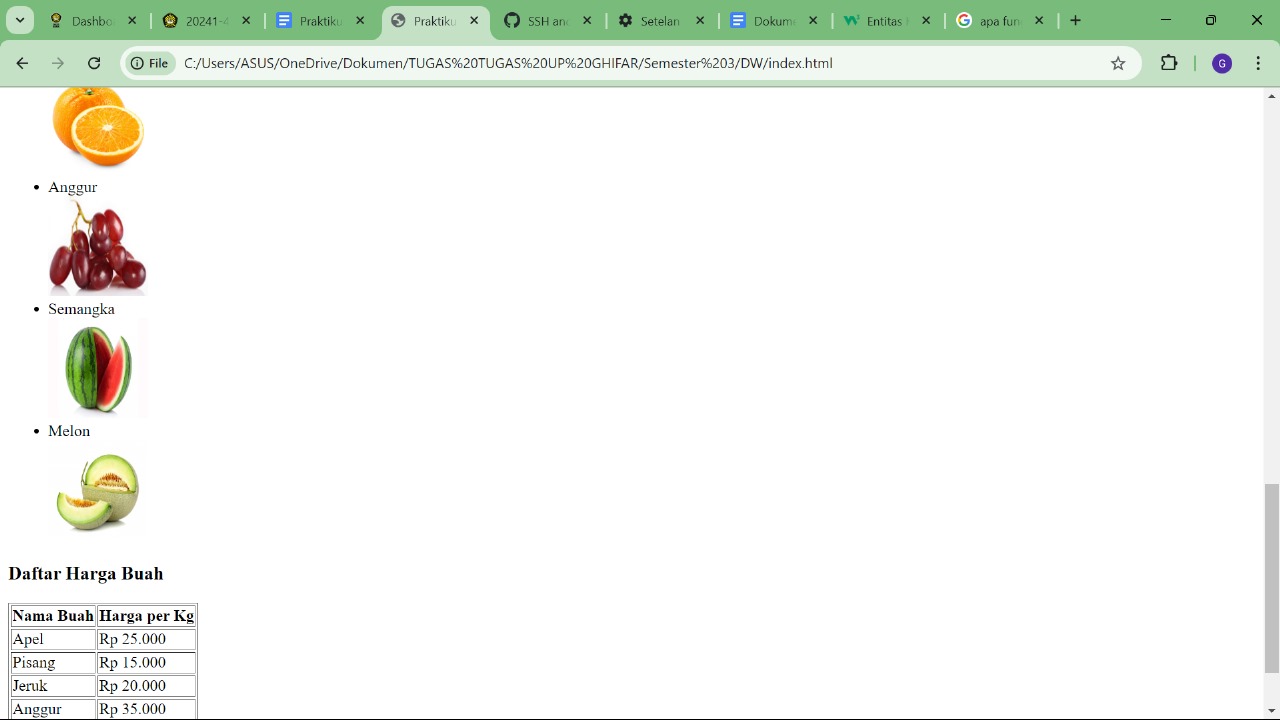 Dashbo
20241-4
Praktiku
Praktiku
SSH an
Setelan
Dokume
Entitas
apa fun
File
C:/Users/ASUS/OneDrive/Dokumen/TUGAS%20TUGAS%20UP%20GHIFAR/Semester%203/DW/index.html
G
• Anggur
• Semangka
• Melon
Daftar Harga Buah
Nama Buah Harga per Kg
Apel Rp 25.000
Pisang Rp 15.000
Jeruk Rp 20.000
Anggur Rp 35.000